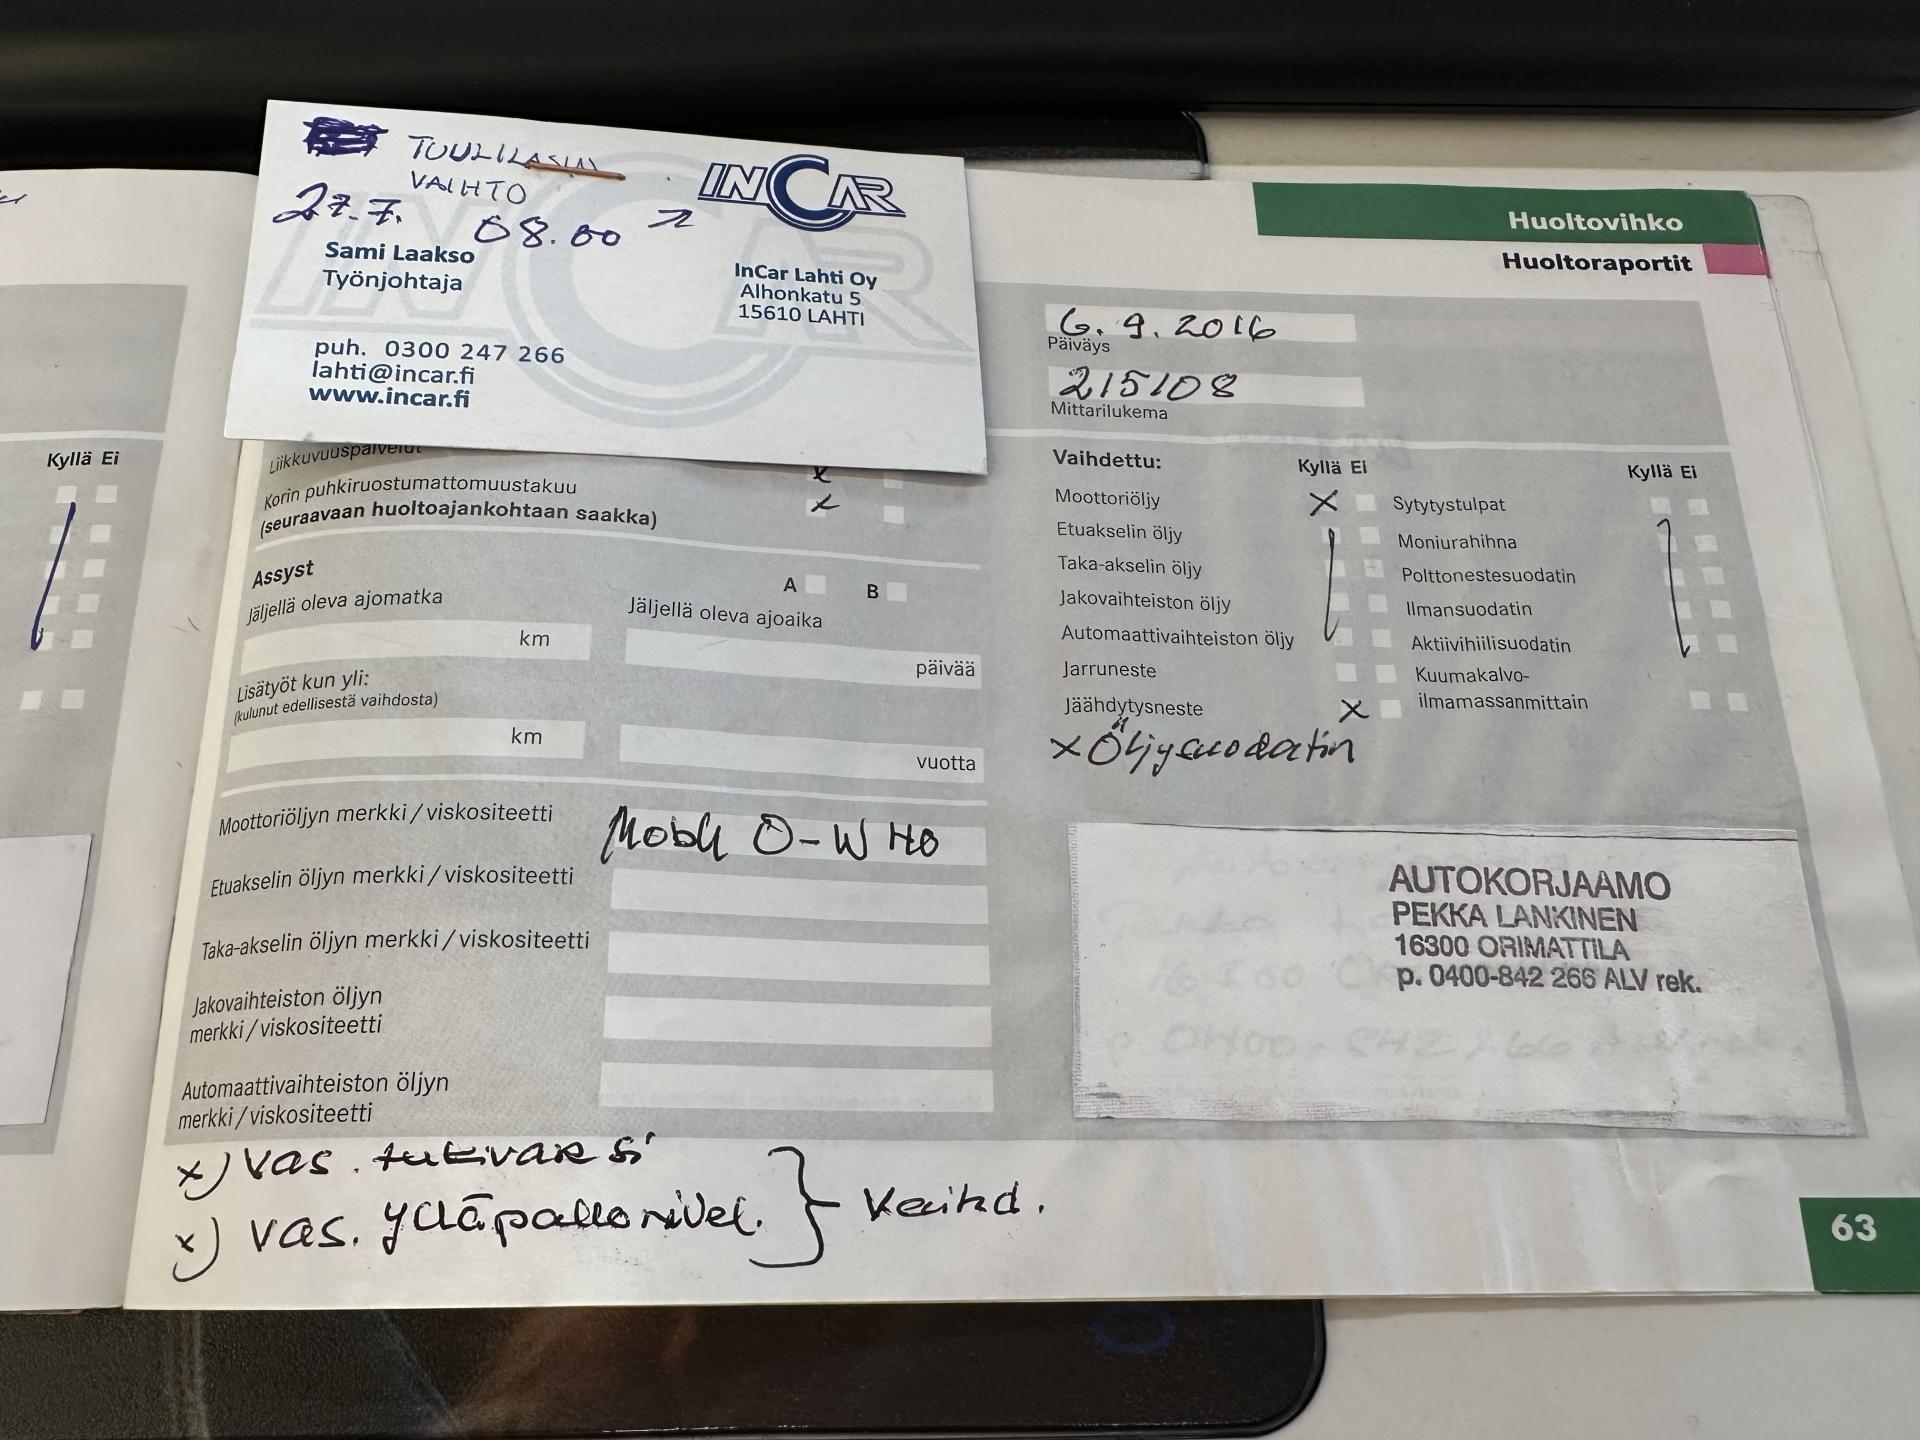 TUULILASIN
VAIHTO
27.7. 08.00
INCAR
Sami Laakso
Työnjohtaja
InCar Lahti Oy
Alhonkatu 5
15610 LAHTI
puh. 0300 247 266
lahti@incar.fi
www.incar.fi
Huoltovihko
Huoltoraportit
6.9.2016
Päiväys
215108
Mittarilukema
Kyllä Ei
Liikkuvuuspalvelut x
Korin puhkiruostumattomuustakuu
(seuraavaan huoltoajankohtaan saakka) x
Assyst A B
Jäljellä oleva ajomatka
km
Jäljellä oleva ajoaika
päivää
Lisätyöt kun yli:
(kulunut edellisestä vaihdosta)
km
vuotta
Moottoriöljyn merkki / viskositeetti Mobil 0-W 40
Etuakselin öljyn merkki / viskositeetti
Taka-akselin öljyn merkki / viskositeetti
Jakovaihteiston öljyn
merkki / viskositeetti
Automaattivaihteiston öljyn
merkki / viskositeetti
Vaihdettu: Kyllä Ei
Moottoriöljy X
Etuakselin öljy
Taka-akselin öljy
Jakovaihteiston öljy
Automaattivaihteiston öljy
Jarruneste
Jäähdytysneste X
Kyllä Ei
Sytytystulpat
Moniurahihna
Polttonestesuodatin
Ilmansuodatin
Aktiivihiilisuodatin
Kuumakalvo-
ilmamassanmittain
x Öljysuodatin
AUTOKORJAAMO
PEKKA LANKINEN
16300 ORIMATTILA
p. 0400-842 266 ALV rek.
x) vas. tukivarsi
x) vas. yläpallonivel. } Vaihd.
63